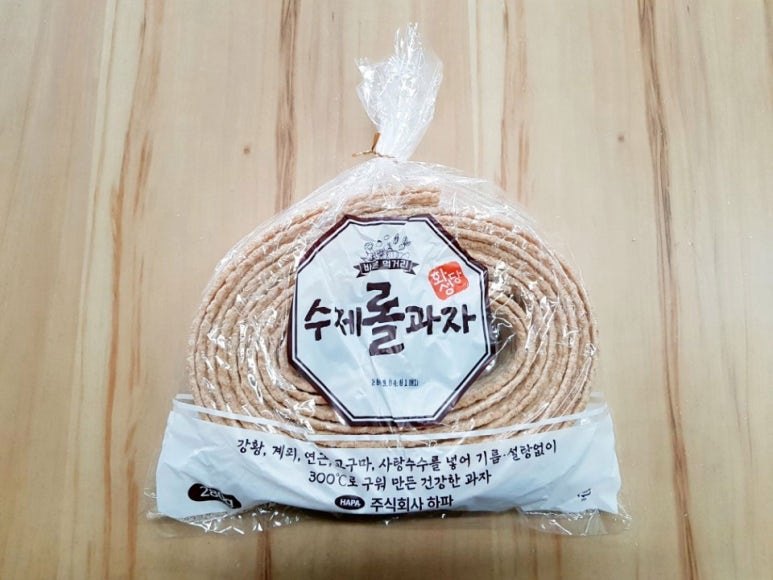 바른 먹거리
화성당
수제롤과자
강황, 계피, 연근, 고구마, 사탕수수를 넣어 기름·설탕없이
300℃로 구워 만든 건강한 과자
HAPA 주식회사 하파